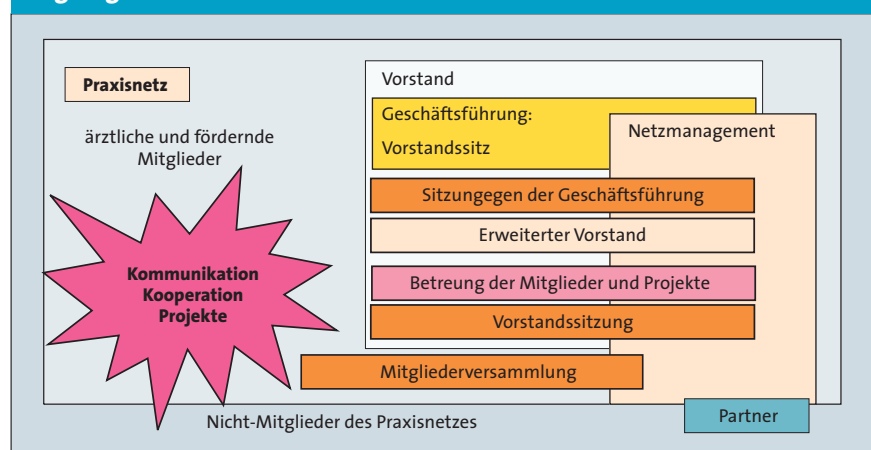 Praxisnetz
ärztliche und fördernde
Mitglieder
Kommunikation
Kooperation
Projekte
Vorstand
Geschäftsführung:
Vorstandssitz
Netzmanagement
Sitzungegen der Geschäftsführung
Erweiterter Vorstand
Betreung der Mitglieder und Projekte
Vorstandssitzung
Mitgliederversammlung
Nicht-Mitglieder des Praxisnetzes
Partner